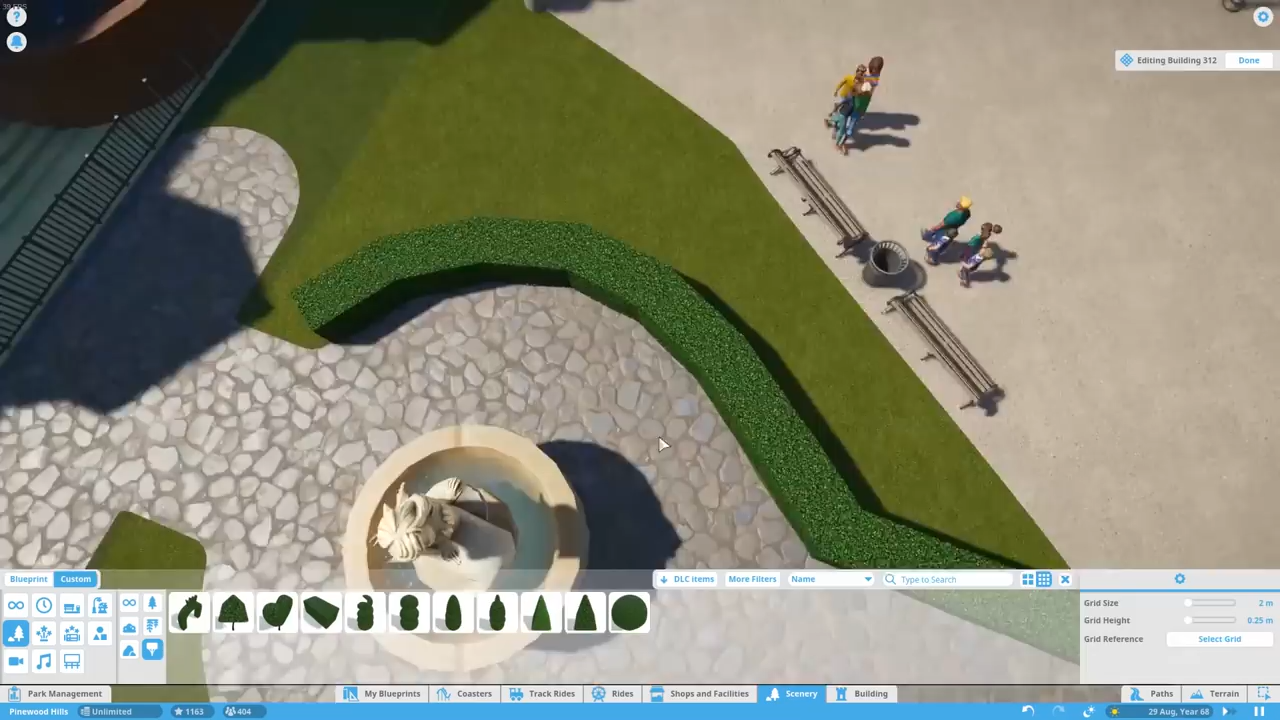 39 FPS
?
Editing Building 312 Done
Blueprint Custom
DLC items More Filters Name Type to Search
Grid Size 2 m
Grid Height 0.25 m
Grid Reference Select Grid
Park Management My Blueprints Coasters Track Rides Rides Shops and Facilities Scenery Building Paths Terrain
Pinewood Hills Unlimited 1163 404 29 Aug, Year 68